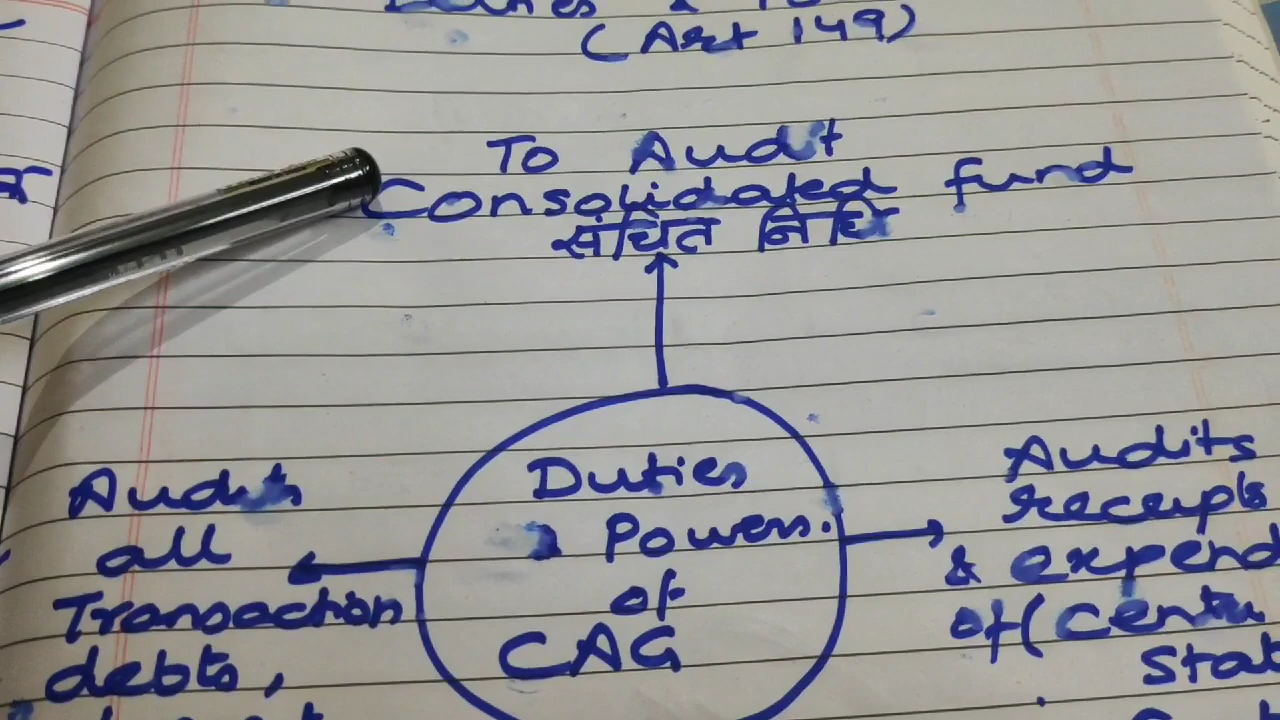 (Art 149)
To Audit
Consolidated fund
संचित निधि
Duties
Powers.
of
CAG
Audits
all
Transaction
debts,
Audits
receipts
& expend
of (Centra
Stat